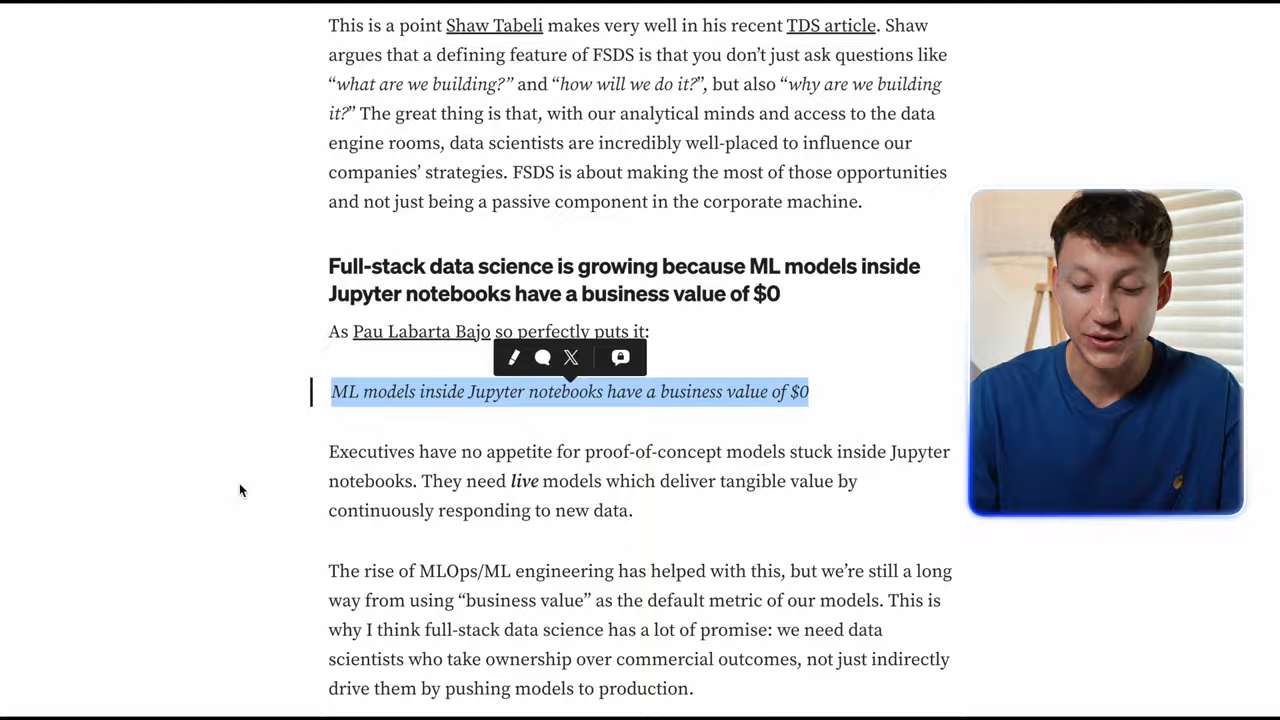 This is a point Shaw Tabeli makes very well in his recent TDS article. Shaw
argues that a defining feature of FSDS is that you don’t just ask questions like
“what are we building?” and “how will we do it?”, but also “why are we building
it?” The great thing is that, with our analytical minds and access to the data
engine rooms, data scientists are incredibly well-placed to influence our
companies’ strategies. FSDS is about making the most of those opportunities
and not just being a passive component in the corporate machine.
Full-stack data science is growing because ML models inside
Jupyter notebooks have a business value of $0
As Pau Labarta Bajo so perfectly puts it:
ML models inside Jupyter notebooks have a business value of $0
Executives have no appetite for proof-of-concept models stuck inside Jupyter
notebooks. They need live models which deliver tangible value by
continuously responding to new data.
The rise of MLOps/ML engineering has helped with this, but we’re still a long
way from using “business value” as the default metric of our models. This is
why I think full-stack data science has a lot of promise: we need data
scientists who take ownership over commercial outcomes, not just indirectly
drive them by pushing models to production.